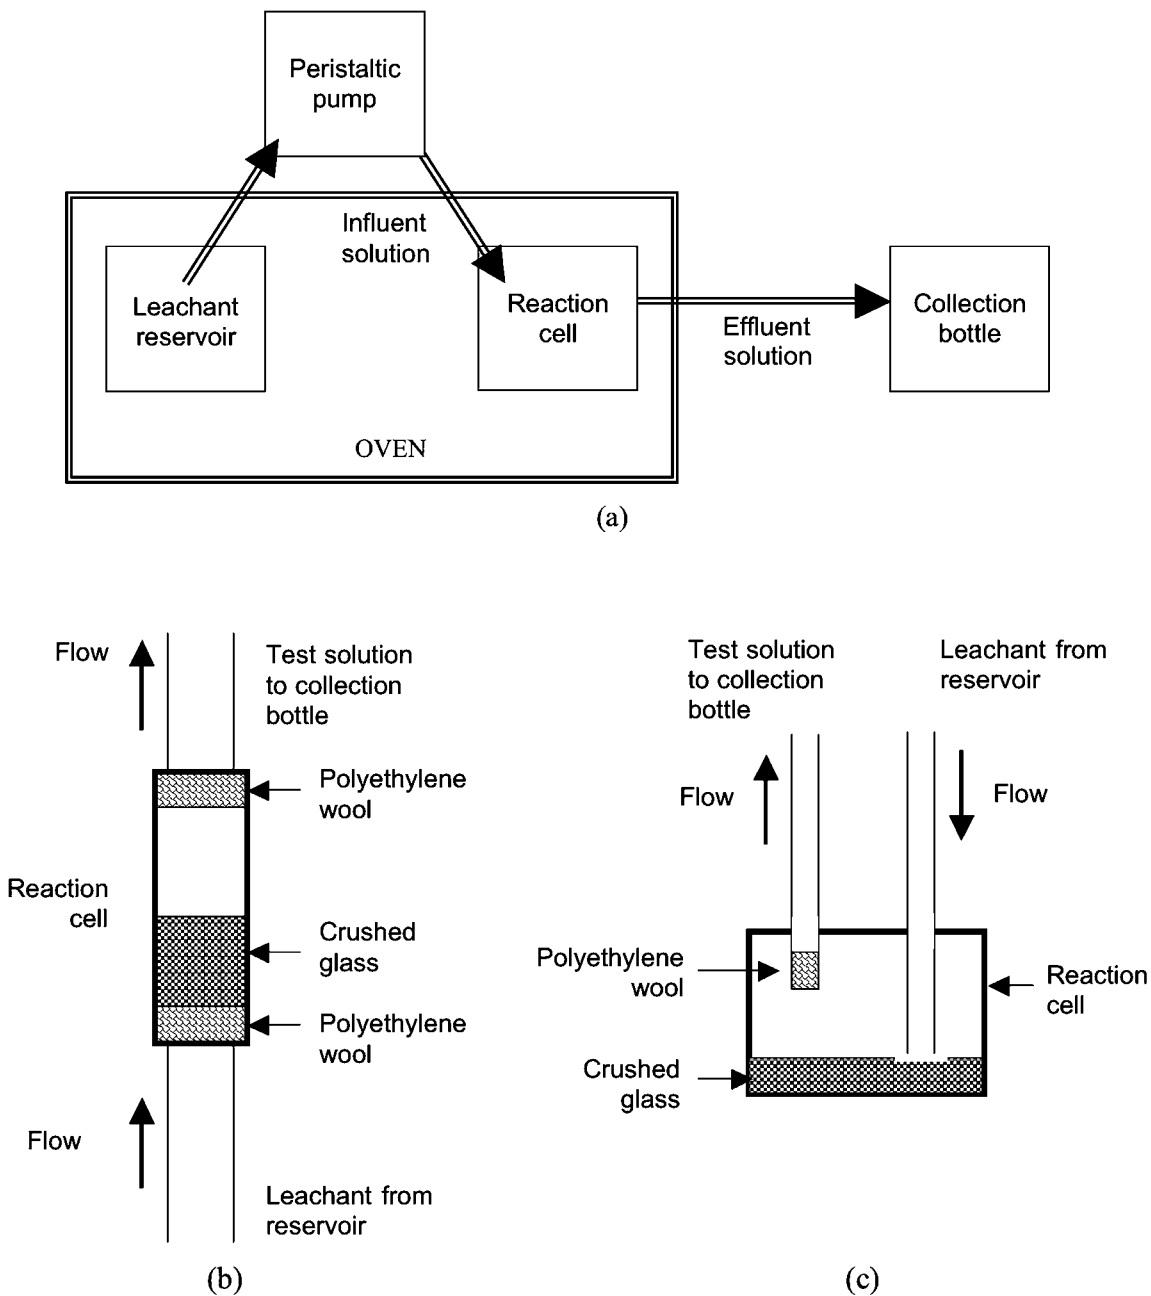 Peristaltic
pump
Influent
solution
Leachant
reservoir
Reaction
cell
Effluent
solution
Collection
bottle
OVEN
(a)
Flow
Test solution
to collection
bottle
Polyethylene
wool
Reaction
cell
Crushed
glass
Polyethylene
wool
Flow
Leachant from
reservoir
(b)
Test solution
to collection
bottle
Leachant from
reservoir
Flow
Flow
Polyethylene
wool
Reaction
cell
Crushed
glass
(c)